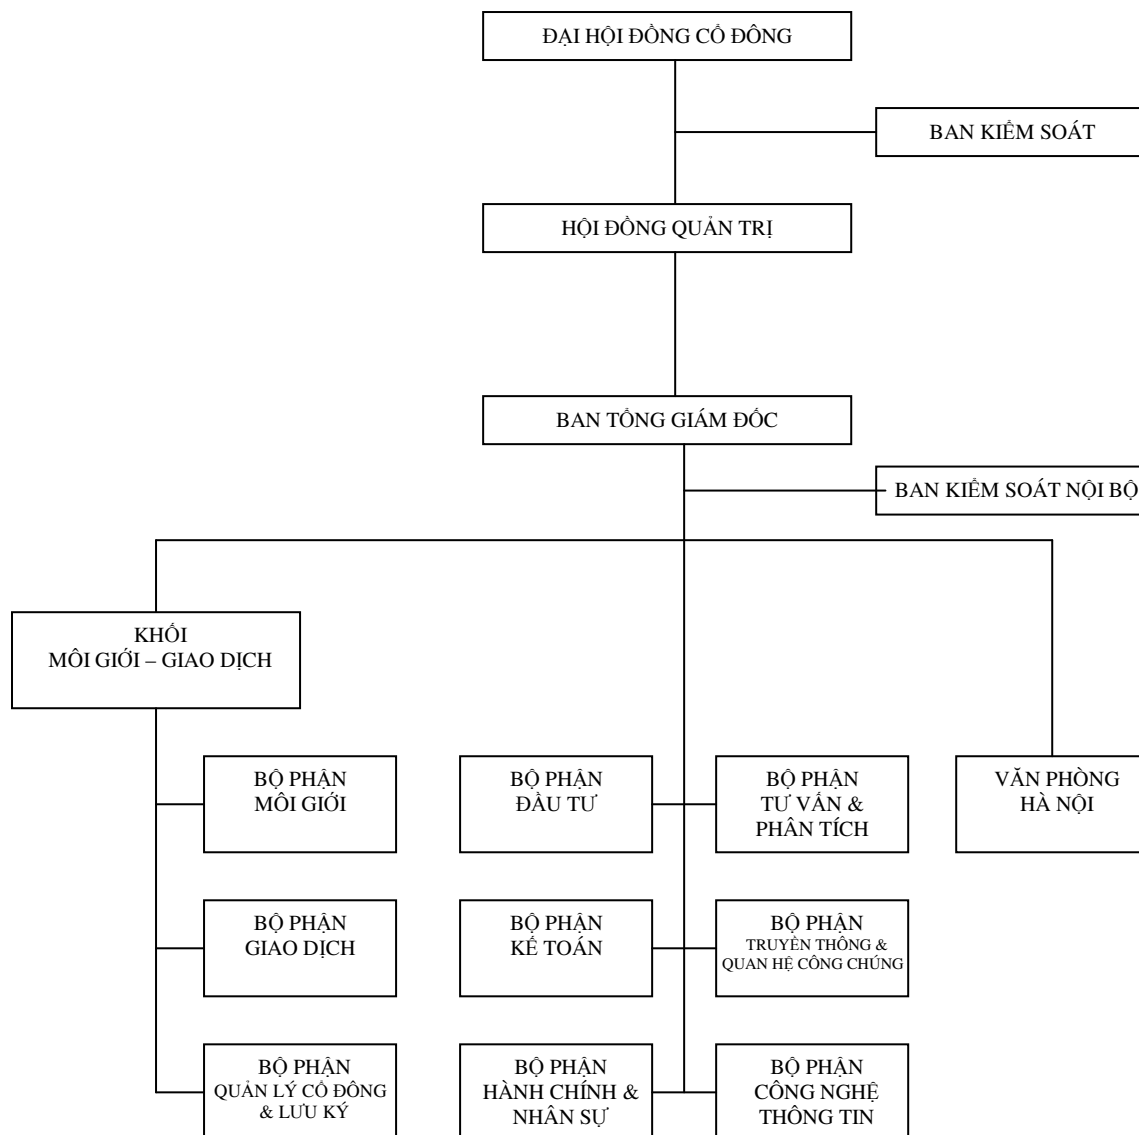 ĐẠI HỘI ĐỒNG CỔ ĐÔNG
BAN KIỂM SOÁT
HỘI ĐỒNG QUẢN TRỊ
BAN TỔNG GIÁM ĐỐC
BAN KIỂM SOÁT NỘI BỘ
KHỐI
MÔI GIỚI – GIAO DỊCH
BỘ PHẬN
MÔI GIỚI
BỘ PHẬN
ĐẦU TƯ
BỘ PHẬN
TƯ VẤN &
PHÂN TÍCH
VĂN PHÒNG
HÀ NỘI
BỘ PHẬN
GIAO DỊCH
BỘ PHẬN
KẾ TOÁN
BỘ PHẬN
TRUYỀN THÔNG &
QUAN HỆ CÔNG CHÚNG
BỘ PHẬN
QUẢN LÝ CỔ ĐÔNG
& LƯU KÝ
BỘ PHẬN
HÀNH CHÍNH &
NHÂN SỰ
BỘ PHẬN
CÔNG NGHỆ
THÔNG TIN